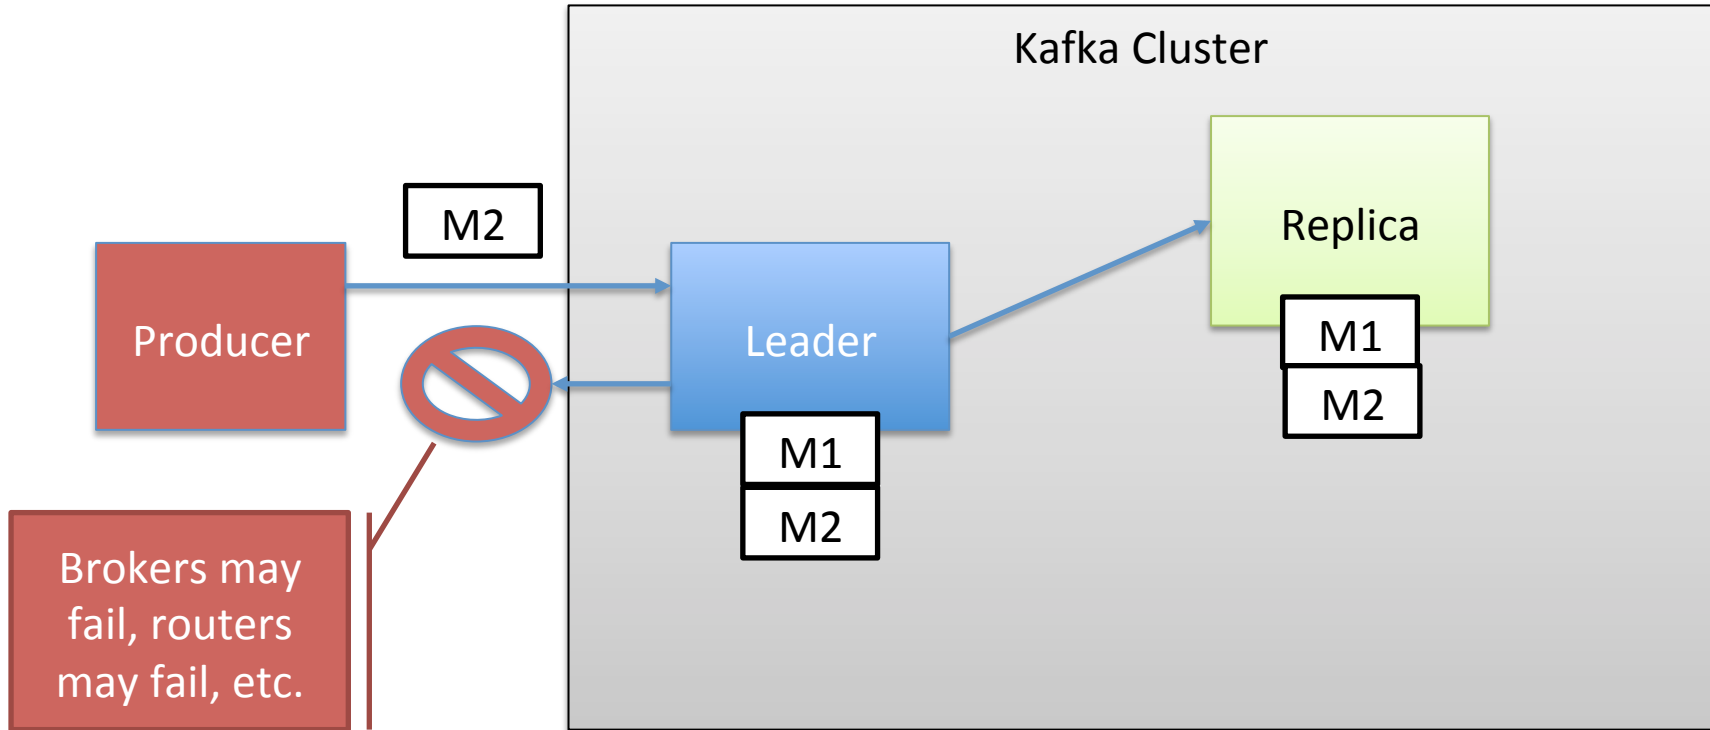 Kafka Cluster
M2
Producer
Leader
Replica
M1
M2
M1
M2
Brokers may
fail, routers
may fail, etc.